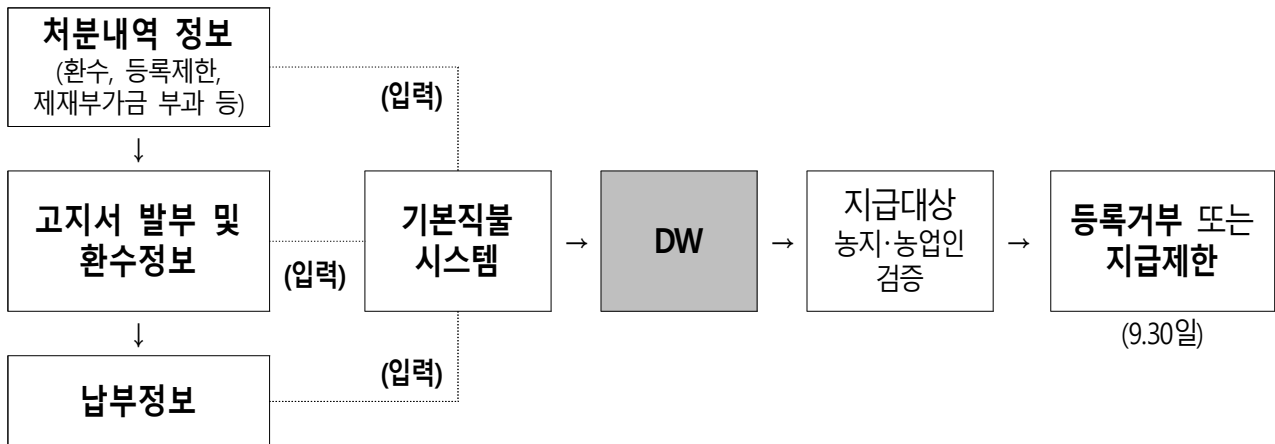 처분내역 정보
(환수, 등록제한,
제재부가금 부과 등)
(입력)
↓
고지서 발부 및
환수정보
(입력)
기본직불
시스템
→
DW
→
지급대상
농지·농업인
검증
→
등록거부 또는
지급제한
(9.30일)
↓
납부정보
(입력)